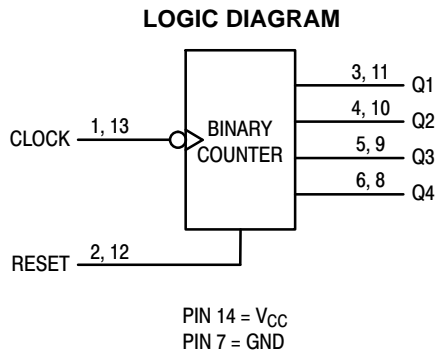 LOGIC DIAGRAM
3, 11
Q1
4, 10
Q2
CLOCK
1, 13
BINARY
COUNTER
5, 9
Q3
6, 8
Q4
RESET
2, 12
PIN 14 = VCC
PIN 7 = GND